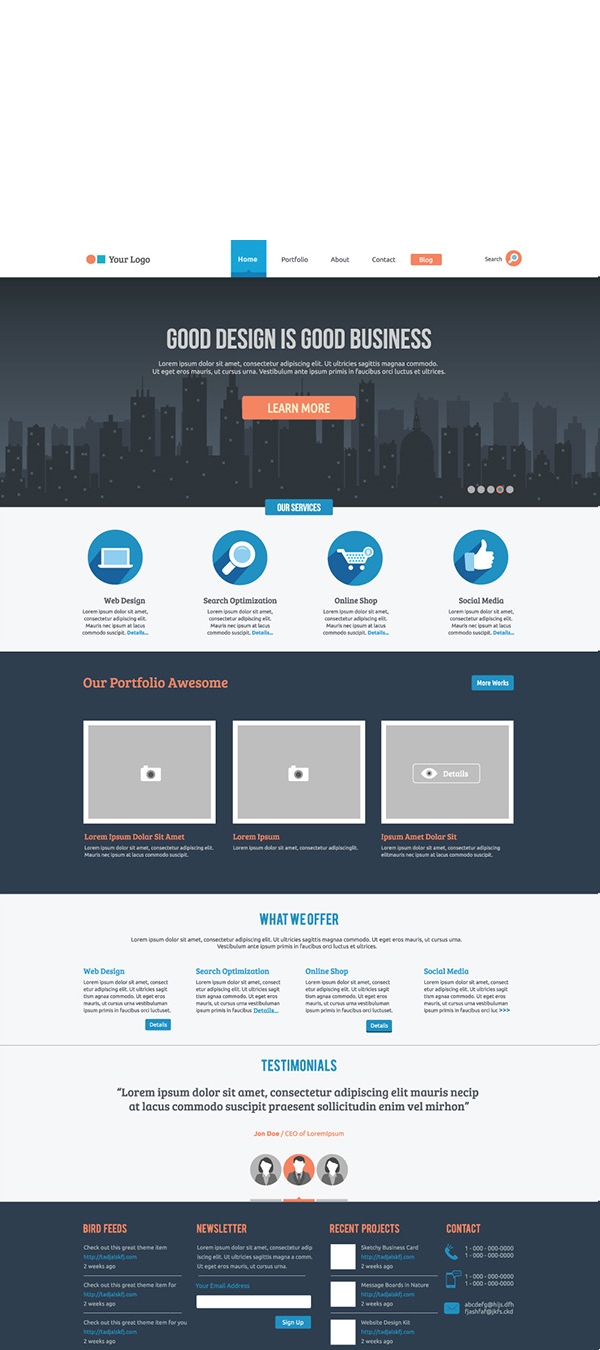 Your Logo
Home
Portfolio
About
Contact
Blog
Search
GOOD DESIGN IS GOOD BUSINESS
Lorem ipsum dolor sit amet, consectetur adipiscing elit. Ut ultricies sagittis magnaa commodo.
Ut eget eros mauris, ut cursus urna. Vestibulum ante ipsum primis in faucibus orci luctus et ultrices.
LEARN MORE
OUR SERVICES
Web Design
Lorem ipsum dolor sit amet,
consectetur adipiscing elit.
Mauris nec ipsum at lacus
commodo suscipit. Details...
Search Optimization
Lorem ipsum dolor sit amet,
consectetur adipiscing elit.
Mauris nec ipsum at lacus
commodo suscipit. Details...
Online Shop
Lorem ipsum dolor sit amet,
consectetur adipiscing elit.
Mauris nec ipsum at lacus
commodo suscipit. Details...
Social Media
Lorem ipsum dolor sit amet,
consectetur adipiscing elit.
Mauris nec ipsum at lacus
commodo suscipit. Details...
Our Portfolio Awesome
More Works
Details
Lorem Ipsum Dolar Sit Amet
Lorem ipsum dolor sit amet, consectetur adipiscing elit.
Mauris nec ipsum at lacus commodo suscipit.
Lorem Ipsum
Lorem ipsum dolor sit amet, consectetur adipiscinglit.
Ipsum Amet Dolar Sit
Lorem ipsum dolor sit amet, consectetur adipiscing
elitmauris nec ipsum at lacus commodo suscipit.
WHAT WE OFFER
Lorem ipsum dolor sit amet, consectetur adipiscing elit. Ut ultricies sagittis magnaa commodo. Ut eget eros mauris, ut cursus urna.
Vestibulum ante ipsum primis in faucibus orci luctus et ultrices.
Web Design
Lorem ipsum dolor sit amet,
consectetur adipiscing elit.
Ut ultricies sagit
tism magnaa
commodo. Ut eget eros
mauris, ut cursus urna vestibuluman
ipsum primis in faucibus orci luctuset.
Details
Search Optimization
Lorem ipsum dolor sit amet,
consectetur adipiscing elit.
Ut ultricies sagit
tism magnaa
commodo. Ut eget eros
mauris, ut cursus urna vestibuluman
ipsum primis in faucibus Details...
Online Shop
Lorem ipsum dolor sit amet,
consectetur adipiscing elit.
Ut ultricies sagit
tism magnaa
commodo. Ut eget eros
mauris, ut cursus urna vestibuluman
ipsum primis in faucibus orci luctuset.
Details
Social Media
Lorem ipsum dolor sit amet,
consectetur adipiscing elit.
Ut ultricies sagit
tism magnaa
commodo. Ut eget eros
mauris, ut cursus urna vestibuluman
ipsum primis in faucibus orci luc >>>
TESTIMONIALS
“Lorem ipsum dolor sit amet, consectetur adipiscing elit mauris necip
at lacus commodo suscipit praesent sollicitudin enim vel mirhon”
Jon Doe / CEO of LoremIpsum
BIRD FEEDS
Check out this great theme item
http://tadjalskfj.com
2 weeks ago
Check out this great theme item for
http://tadjalskfj.com
2 weeks ago
Check out this great theme item for you
http://tadjalskfj.com
2 weeks ago
NEWSLETTER
Lorem ipsum dolor sit amet, consectetur adip
iscing elit. Ut ultricies sagittis magna a comm.
Ut eget eros mauris, ut cursus urna.
Your Email Address
Sign Up
RECENT PROJECTS
Sketchy Business Card
http://tadjalskfj.com
2 weeks ago
Message Boards in Nature
http://tadjalskfj.com
2 weeks ago
Website Design Kit
http://tadjalskfj.com
2 weeks ago
CONTACT
1 - 000 - 000-0000
1 - 000 - 000-0000
1 - 000 - 000-0000
1 - 000 - 000-0000
abcdefg@hijs.dfh
fjashfaf@jkfs.ckd